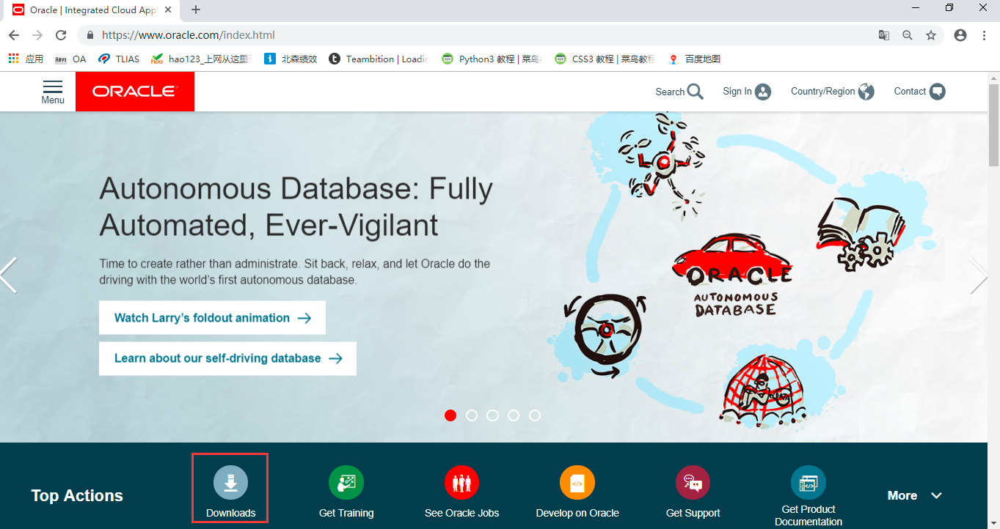 Oracle | Integrated Cloud App
https://www.oracle.com/index.html
应用 OA TLIAS hao123_上网从这里 北森绩效 Teambition | Loadin Python3 教程 | 菜鸟 CSS3 教程 | 菜鸟教程 百度地图
Menu
ORACLE
Search Sign In Country/Region Contact
Autonomous Database: Fully
Automated, Ever-Vigilant
Time to create rather than administrate. Sit back, relax, and let Oracle do the
driving with the world's first autonomous database.
Watch Larry's foldout animation
Learn about our self-driving database
ORACLE
AUTONOMOUS
DATABASE
DATA
Top Actions
Downloads
Get Training
See Oracle Jobs
Develop on Oracle
Get Support
Get Product
Documentation
More